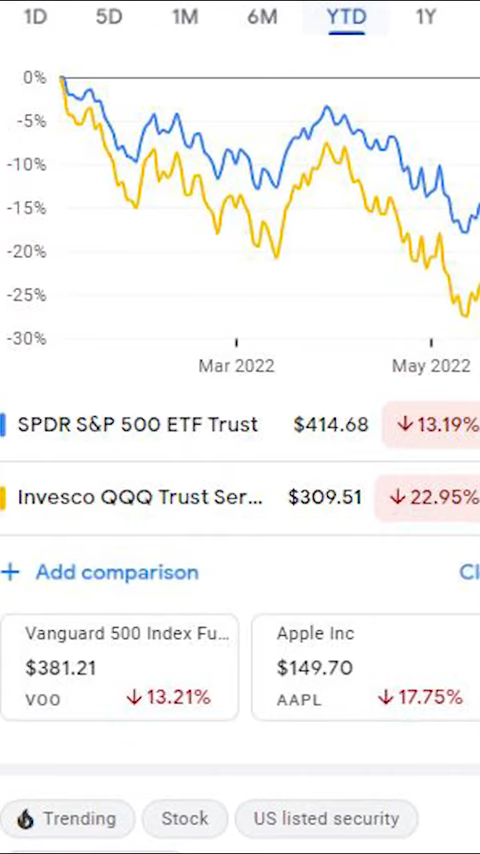 1D 5D 1M 6M YTD 1Y
0%
-5%
-10%
-15%
-20%
-25%
-30%
Mar 2022 May 2022
SPDR S&P 500 ETF Trust $414.68 ↓13.19%
Invesco QQQ Trust Ser... $309.51 ↓22.95%
+ Add comparison Cl
Vanguard 500 Index Fu... Apple Inc
$381.21 $149.70
VOO ↓13.21% AAPL ↓17.75%
Trending Stock US listed security